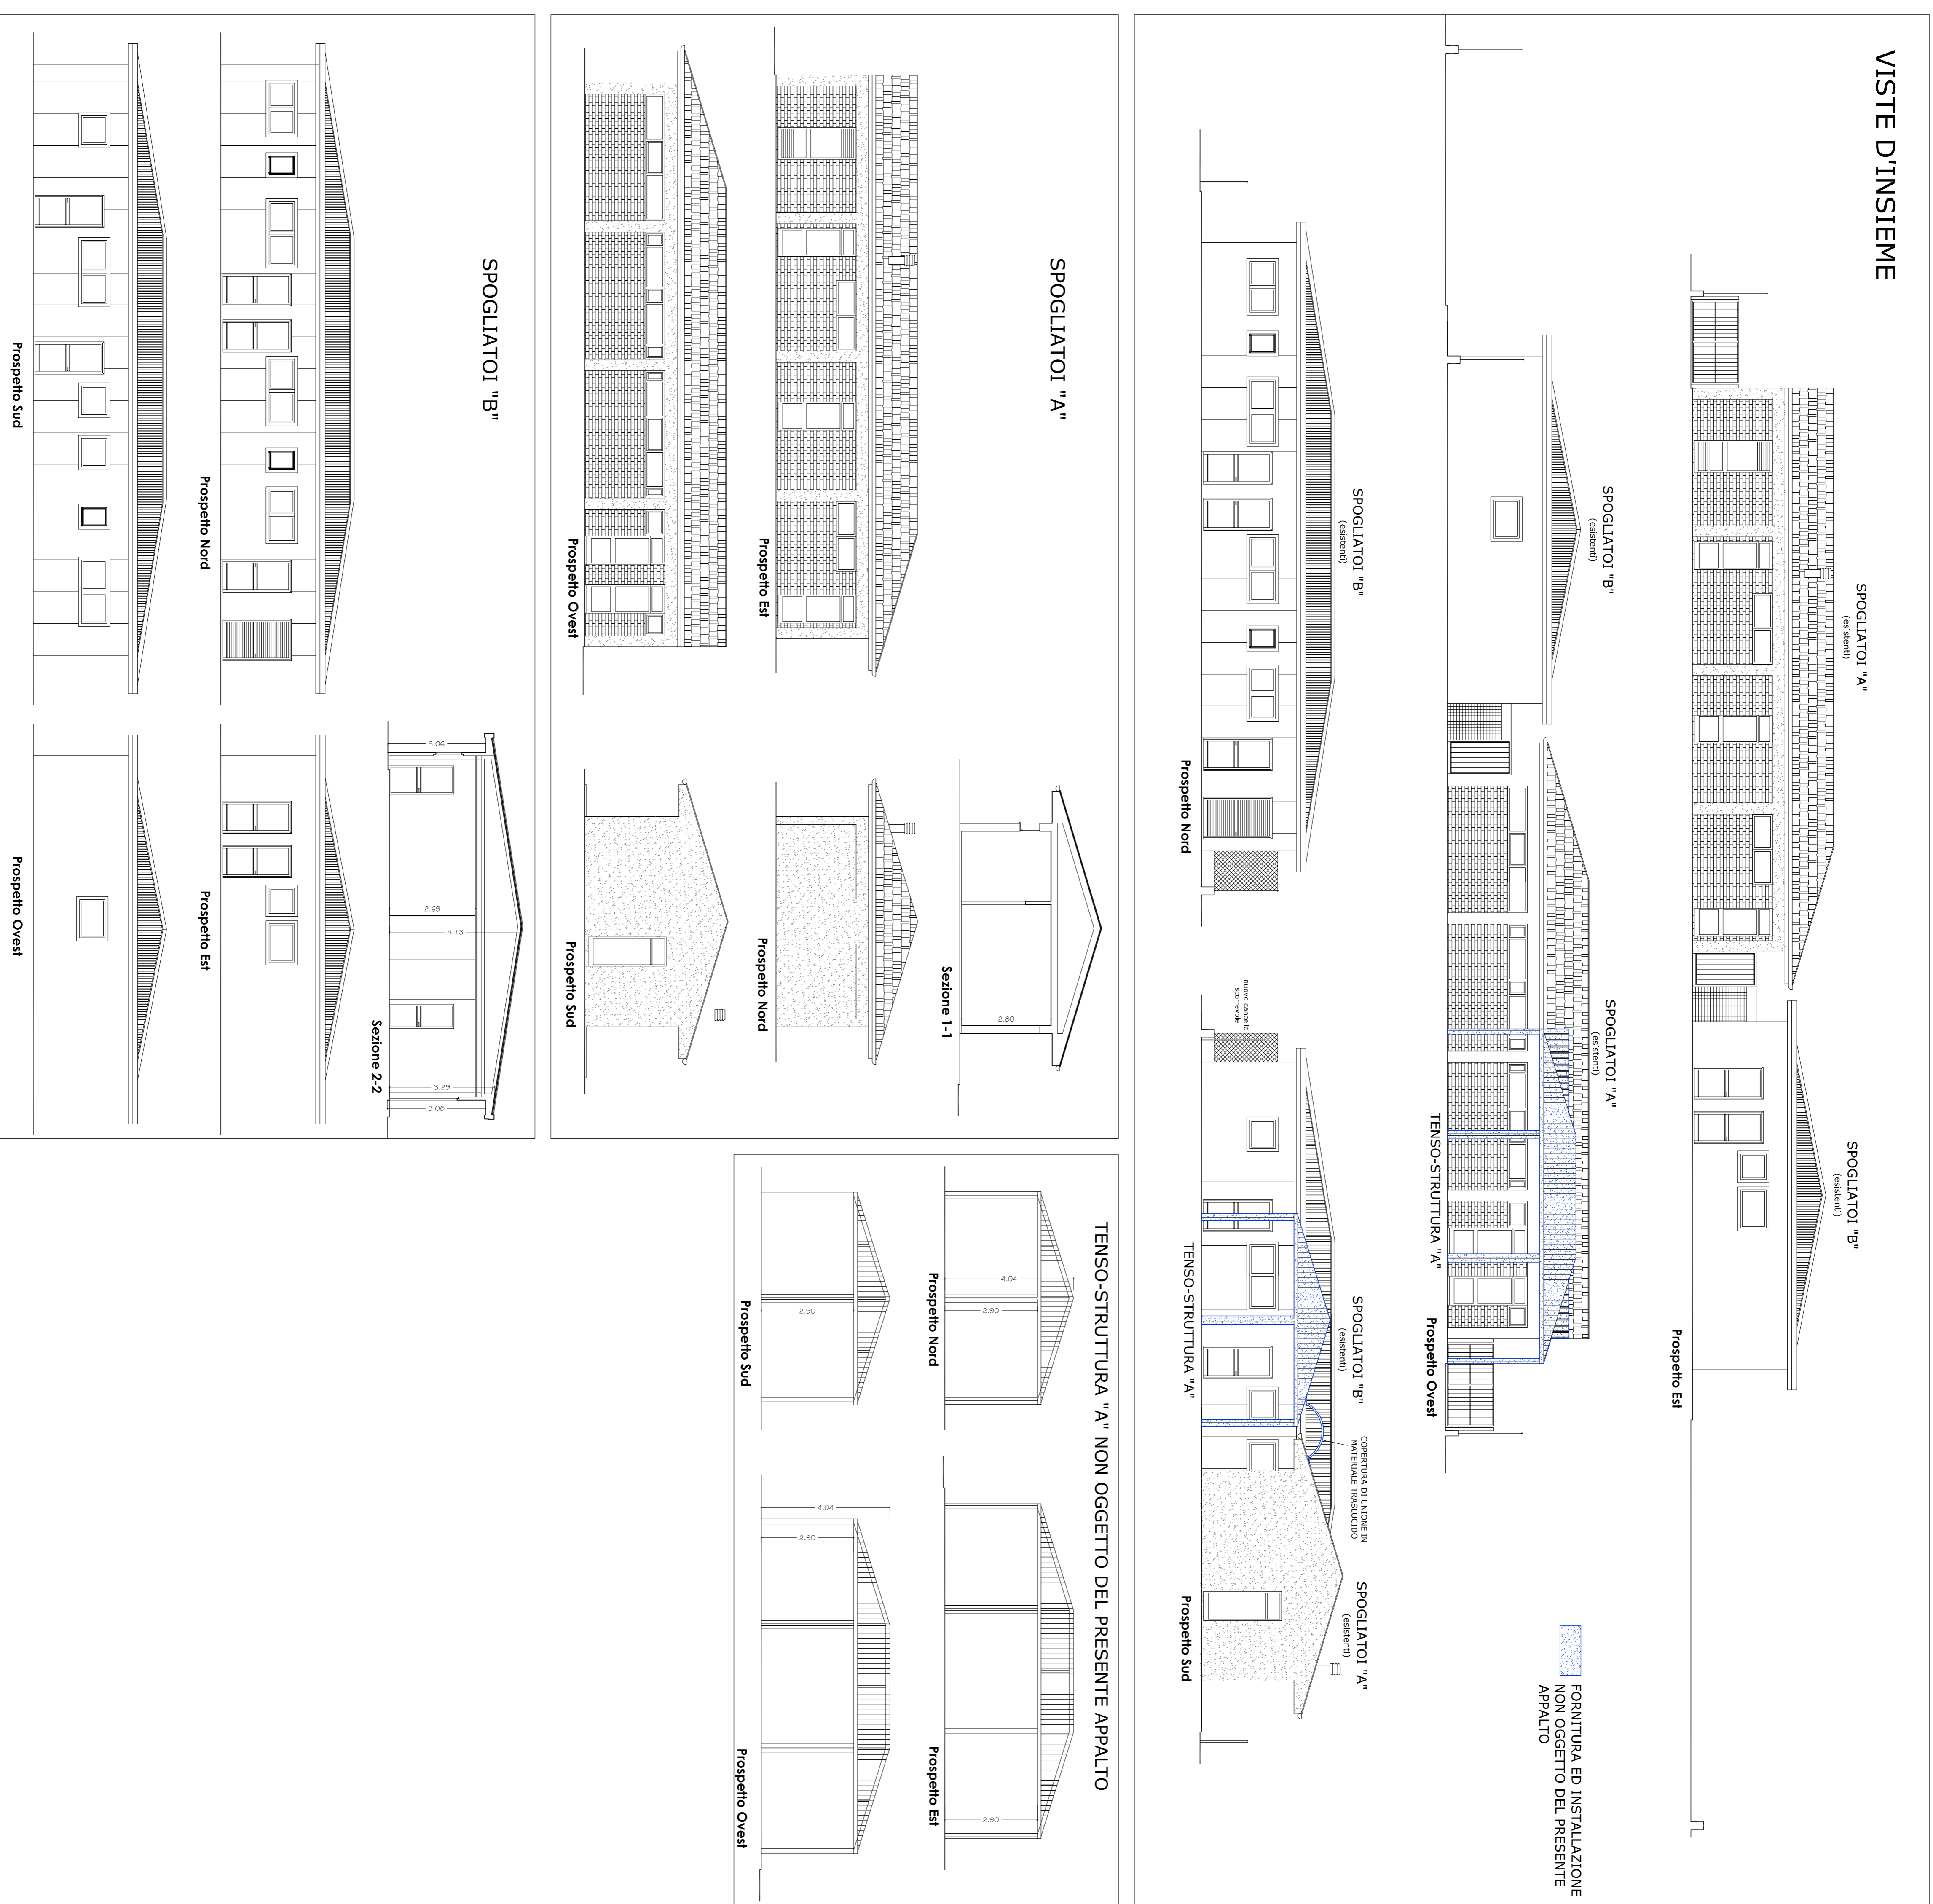 VISTE D'INSIEME
SPOGLIATOI "A"
(esistenti)
SPOGLIATOI "B"
(esistenti)
Prospetto Est
FORNITURA ED INSTALLAZIONE
NON OGGETTO DEL PRESENTE
APPALTO
SPOGLIATOI "B"
(esistenti)
SPOGLIATOI "A"
(esistenti)
TENSO-STRUTTURA "A"
Prospetto Ovest
SPOGLIATOI "B"
(esistenti)
Prospetto Nord
nuovo cancello
scorrevole
SPOGLIATOI "B"
(esistenti)
COPERTURA DI UNIONE IN
MATERIALE TRASLUCIDO
SPOGLIATOI "A"
(esistenti)
TENSO-STRUTTURA "A"
Prospetto Sud
SPOGLIATOI "A"
Prospetto Est
Sezione 1-1
2.80
Prospetto Ovest
Prospetto Nord
Prospetto Sud
TENSO-STRUTTURA "A" NON OGGETTO DEL PRESENTE APPALTO
4.04
2.90
Prospetto Nord
2.90
Prospetto Est
2.90
Prospetto Sud
4.04
2.90
Prospetto Ovest
SPOGLIATOI "B"
3.06
2.69
4.13
3.29
3.08
Sezione 2-2
Prospetto Nord
Prospetto Est
Prospetto Sud
Prospetto Ovest